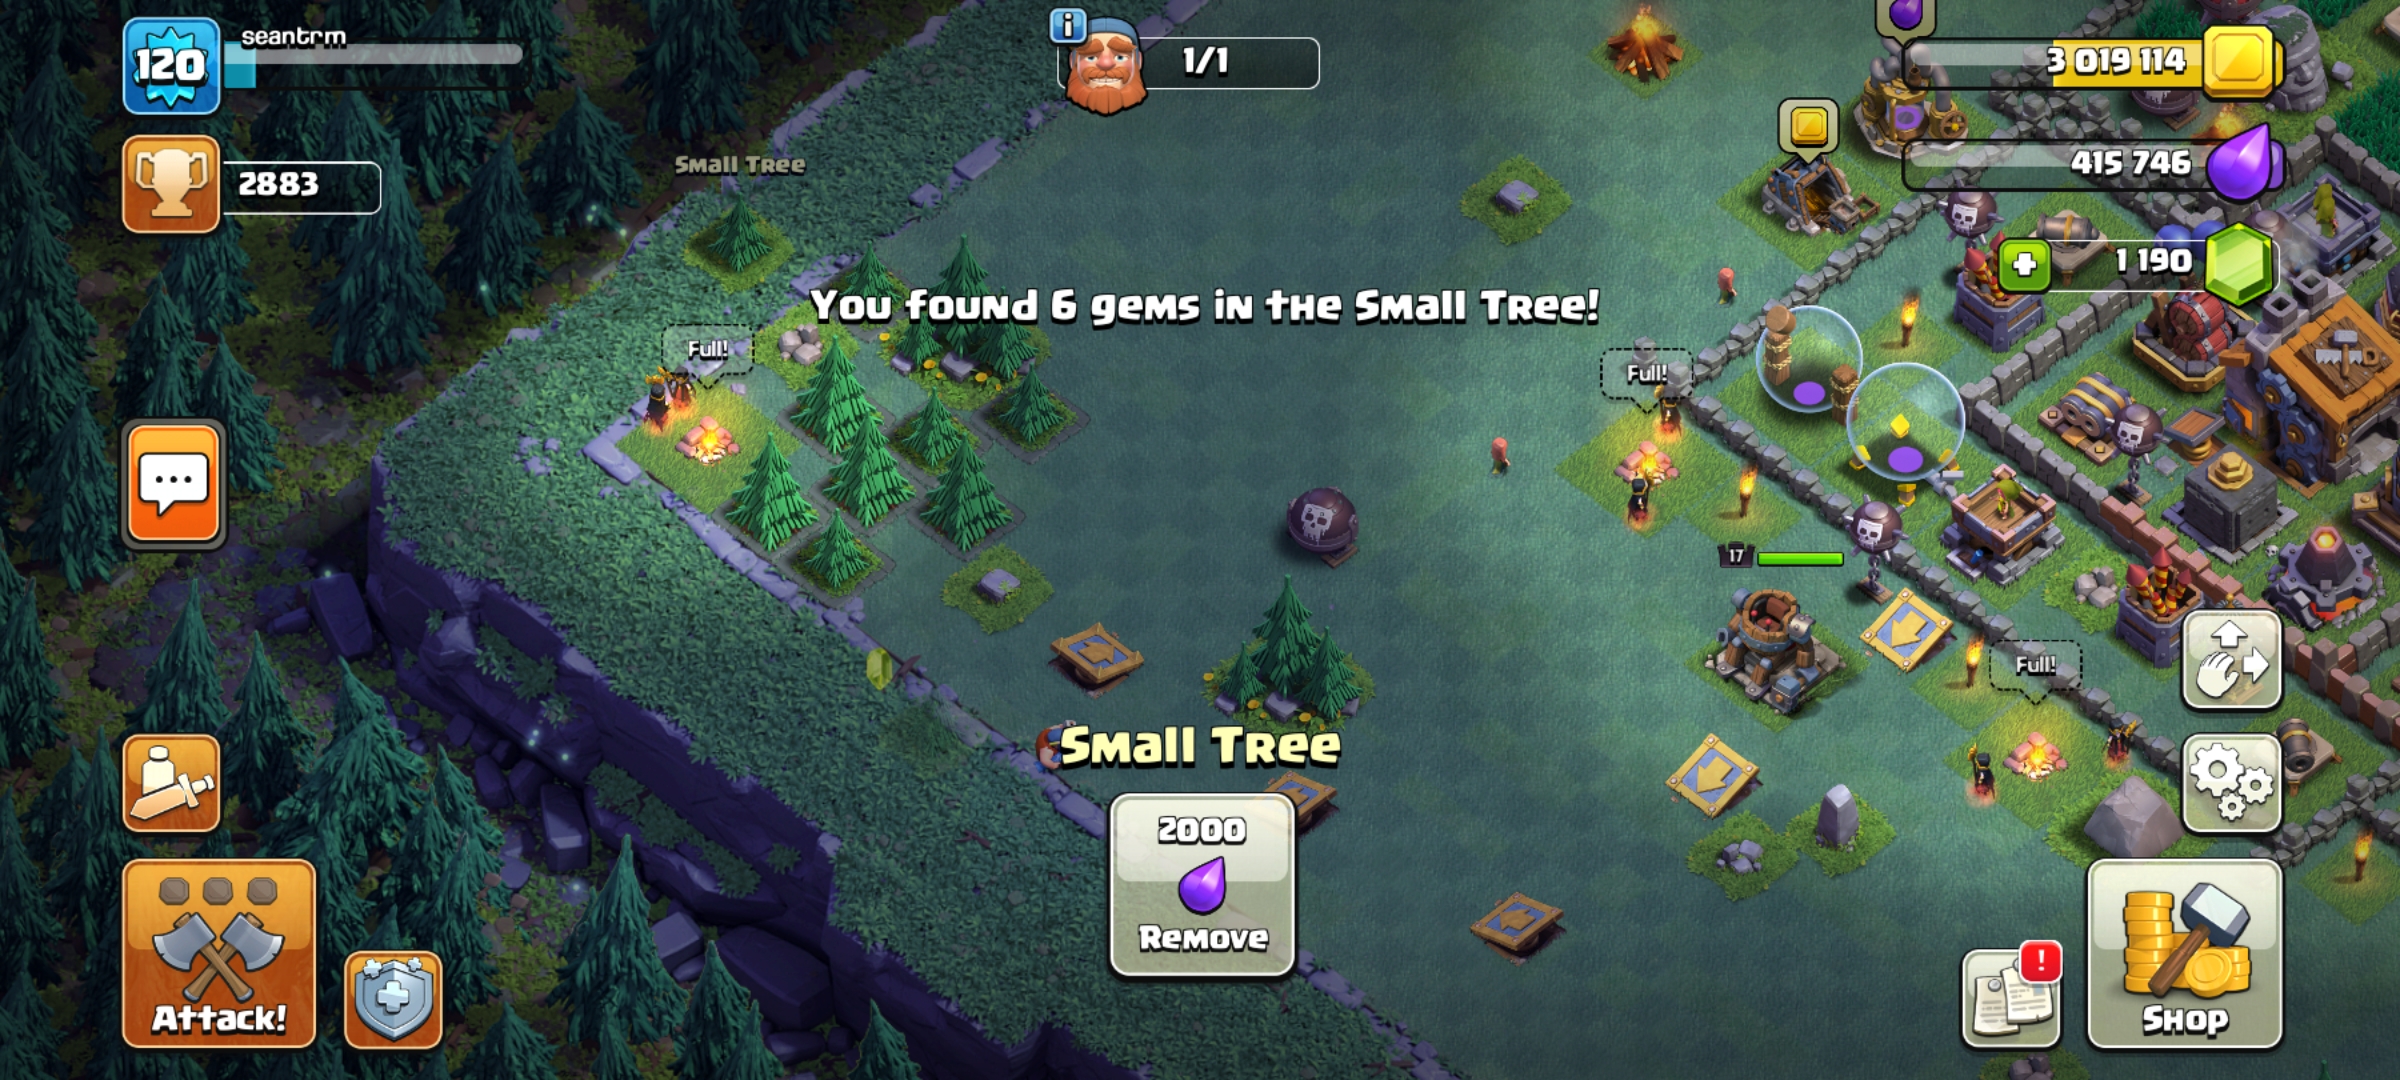 120
seantrm
i
1/1
3 019 114
Small Tree
415 746
2883
1 190
You found 6 gems in the Small Tree!
Full!
Full!
17
Full!
Small Tree
2000
Remove
Attack!
!
Shop